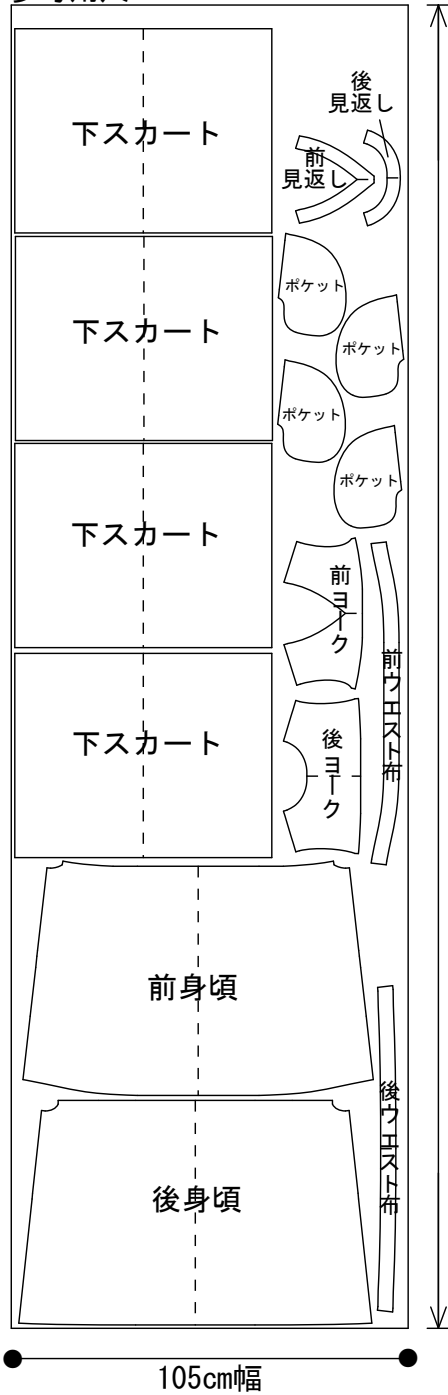 下スカート
後
見返し
前
見返し
下スカート
ポケット
ポケット
下スカート
ポケット
ポケット
前ヨーク
前ウエスト布
下スカート
後ヨーク
前身頃
後ウエスト布
後身頃
105cm幅